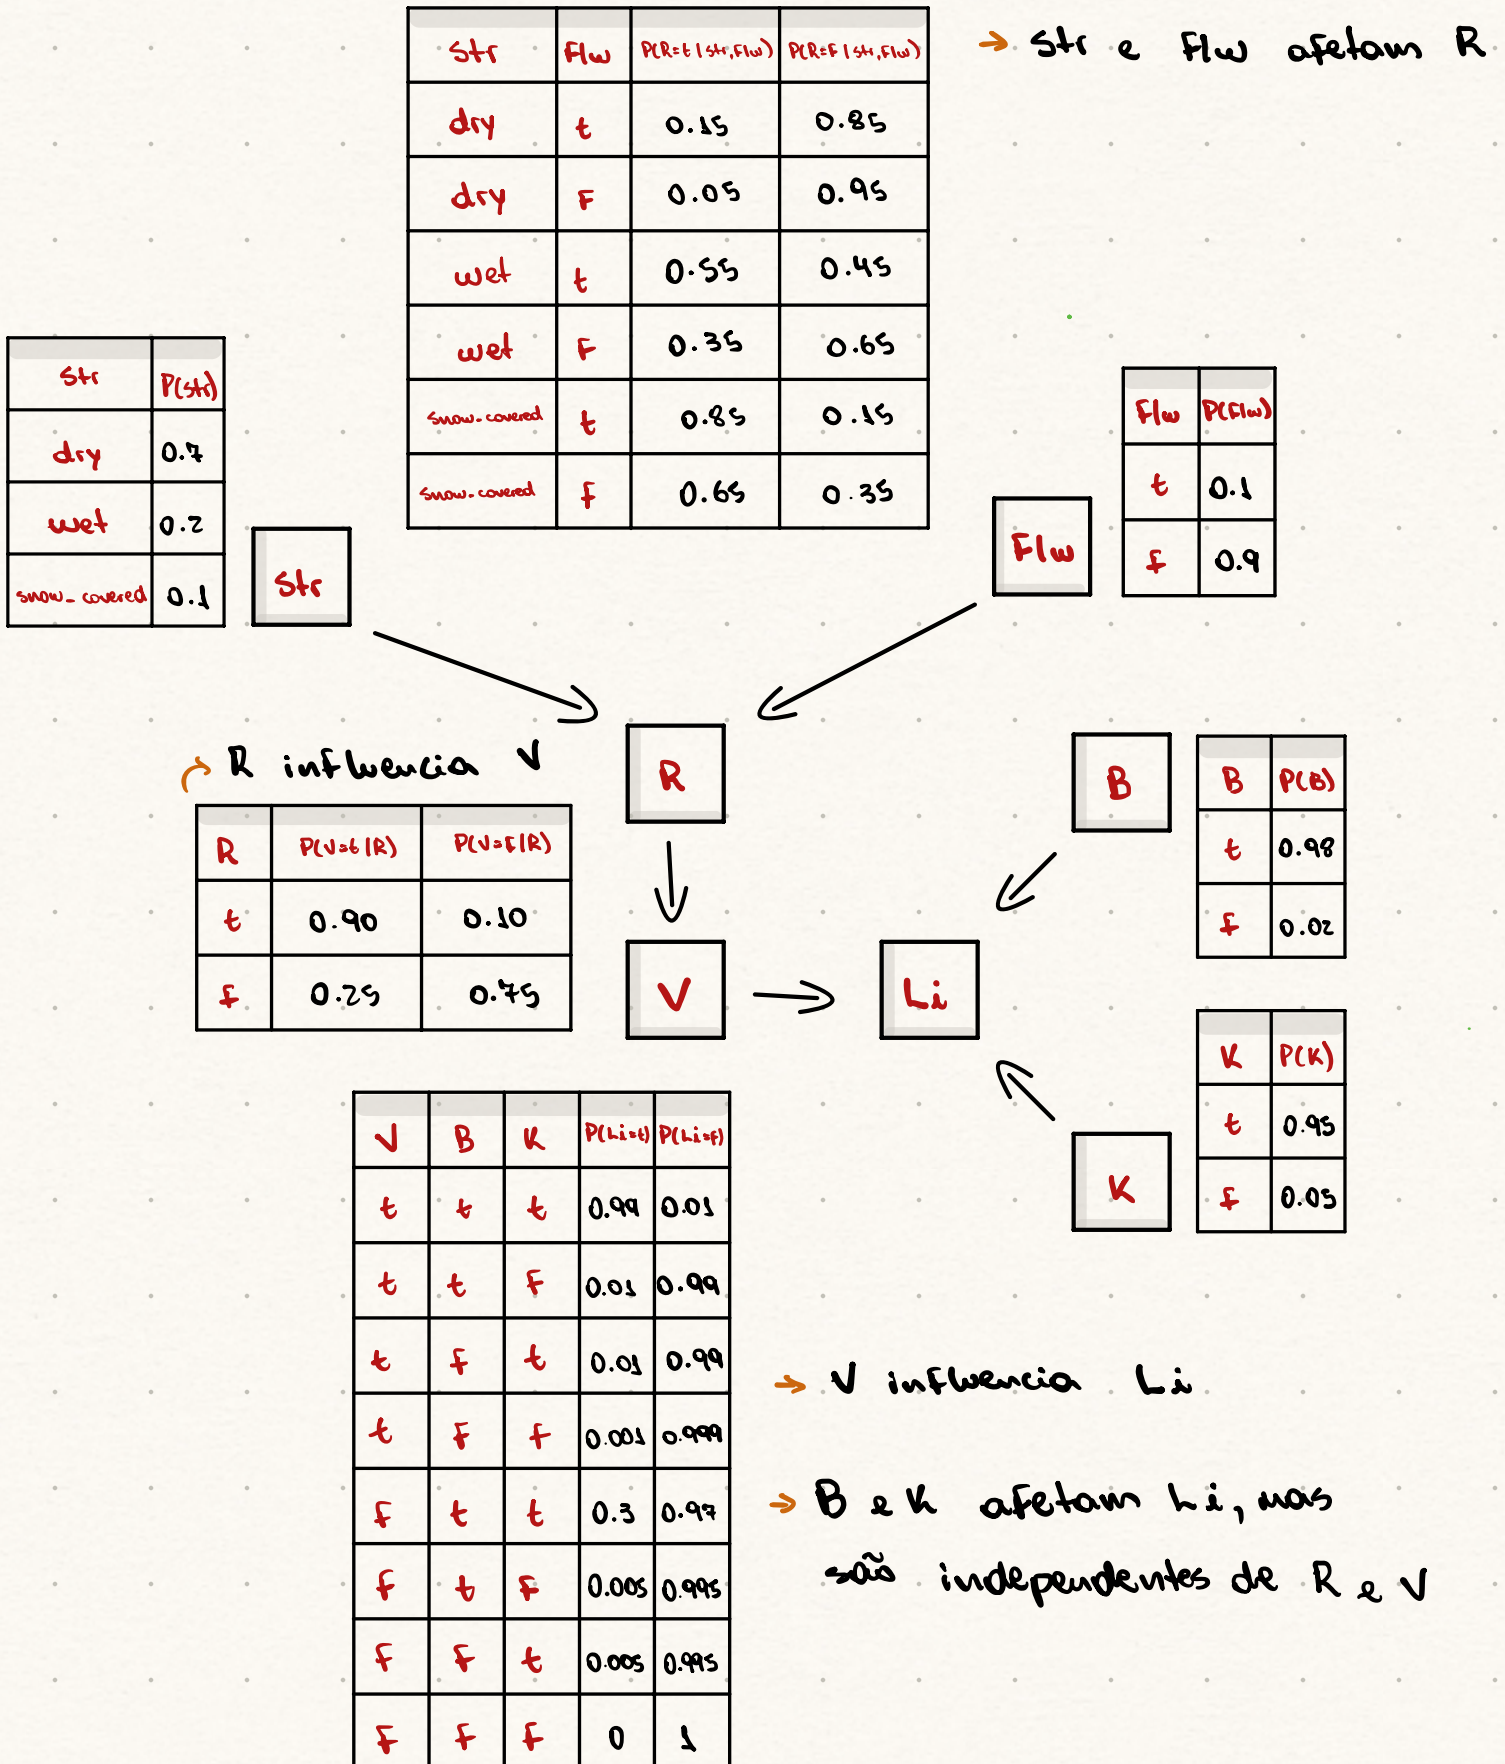 Str Flw P(R=t|str,Flw) P(R=f|str,Flw)
dry t 0.15 0.85
dry F 0.05 0.95
wet t 0.55 0.45
wet F 0.35 0.65
snow-covered t 0.85 0.15
snow-covered f 0.65 0.35
→ Str e Flw afetam R
Str P(str)
dry 0.7
wet 0.2
snow_covered 0.1
Str
Flw P(Flw)
t 0.1
f 0.9
Flw
R influencia V
R
R P(V=t|R) P(V=f|R)
t 0.90 0.10
f 0.25 0.75
B
B P(B)
t 0.98
f 0.02
V
Li
K P(K)
t 0.95
f 0.05
K
V B K P(Li=t) P(Li=f)
t t t 0.99 0.01
t t F 0.01 0.99
t f t 0.01 0.99
t F f 0.001 0.999
F t t 0.3 0.97
f t F 0.005 0.995
F F t 0.005 0.995
F f f 0 1
→ V influencia Li
→ B e K afetam Li, mas
são independentes de R e V